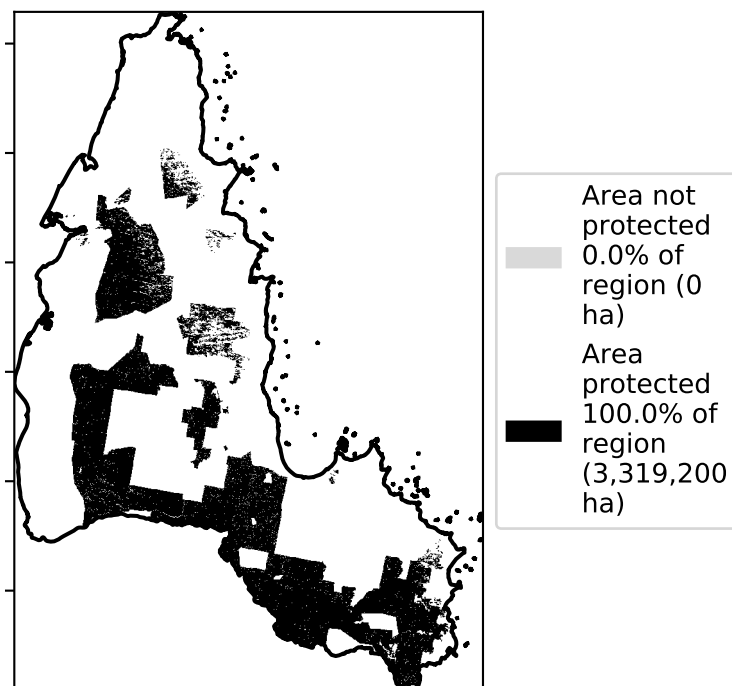 Area not
protected
0.0% of
region (0
ha)
Area
protected
100.0% of
region
(3,319,200
ha)